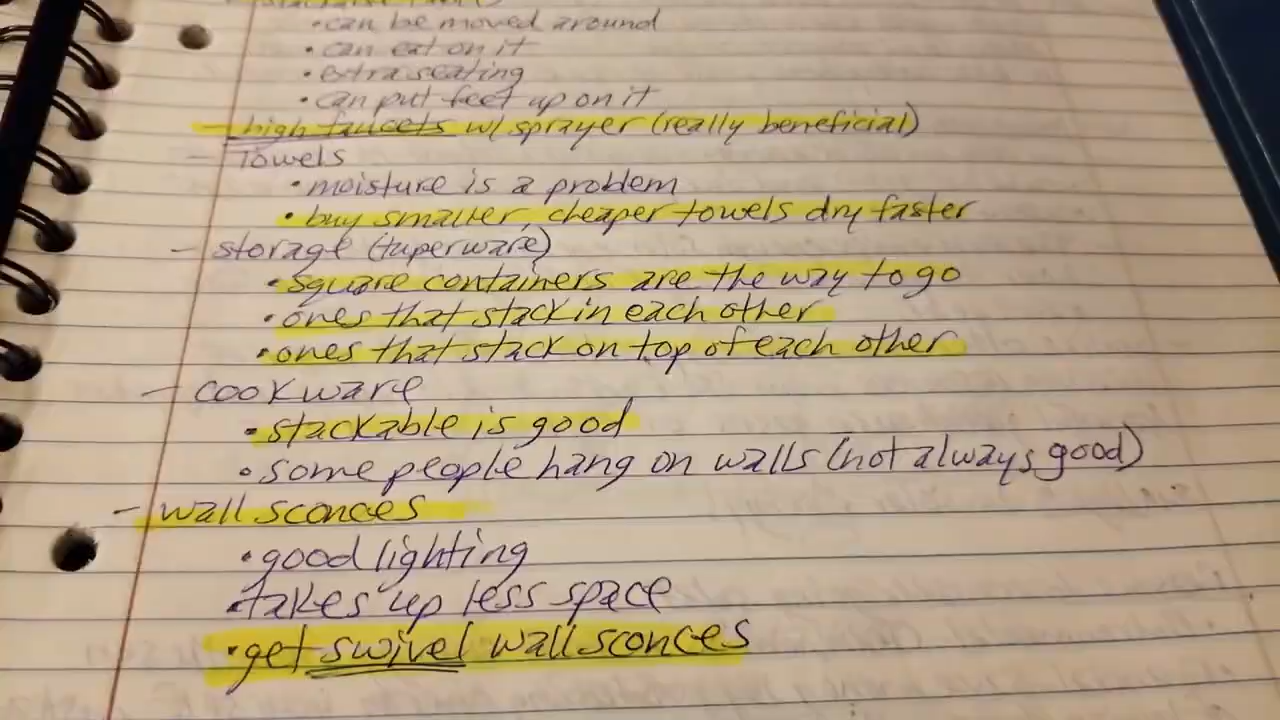 • can be moved around
• can eat on it
• extra seating
• can put feet up on it
- high faucets w/ sprayer (really beneficial)
- Towels
• moisture is a problem
• buy smaller, cheaper towels dry faster
- storage (tuperware)
• square containers are the way to go
• ones that stack in each other
• ones that stack on top of each other
- cookware
• stackable is good
• some people hang on walls (not always good)
- wall sconces
• good lighting
• takes up less space
• get swivel wall sconces